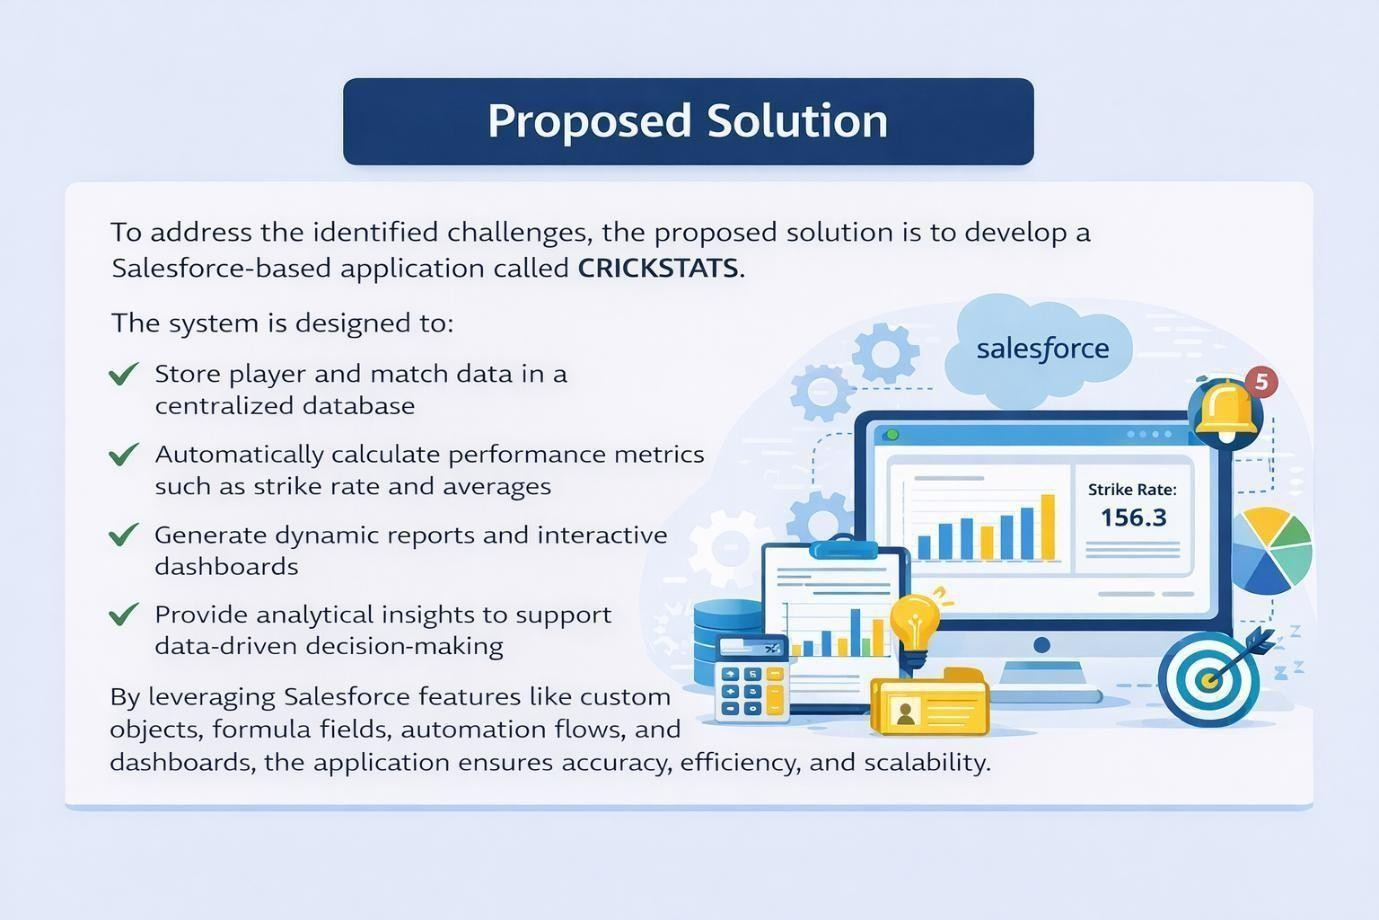 Proposed Solution
To address the identified challenges, the proposed solution is to develop a
Salesforce-based application called CRICKSTATS.
The system is designed to:
Store player and match data in a
centralized database
Automatically calculate performance metrics
such as strike rate and averages
Generate dynamic reports and interactive
dashboards
Provide analytical insights to support
data-driven decision-making
By leveraging Salesforce features like custom
objects, formula fields, automation flows, and
dashboards, the application ensures accuracy, efficiency, and scalability.
salesforce
5
Strike Rate:
156.3